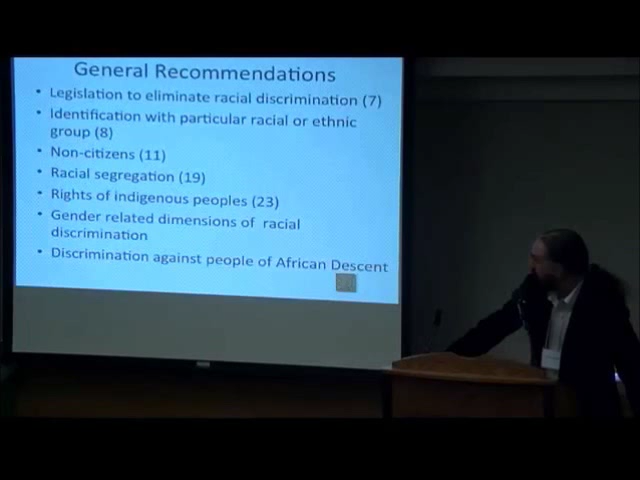 General Recommendations
• Legislation to eliminate racial discrimination (7)
• Identification with particular racial or ethnic
group (8)
• Non-citizens (11)
• Racial segregation (19)
• Rights of indigenous peoples (23)
• Gender related dimensions of racial
discrimination
• Discrimination against people of African Descent